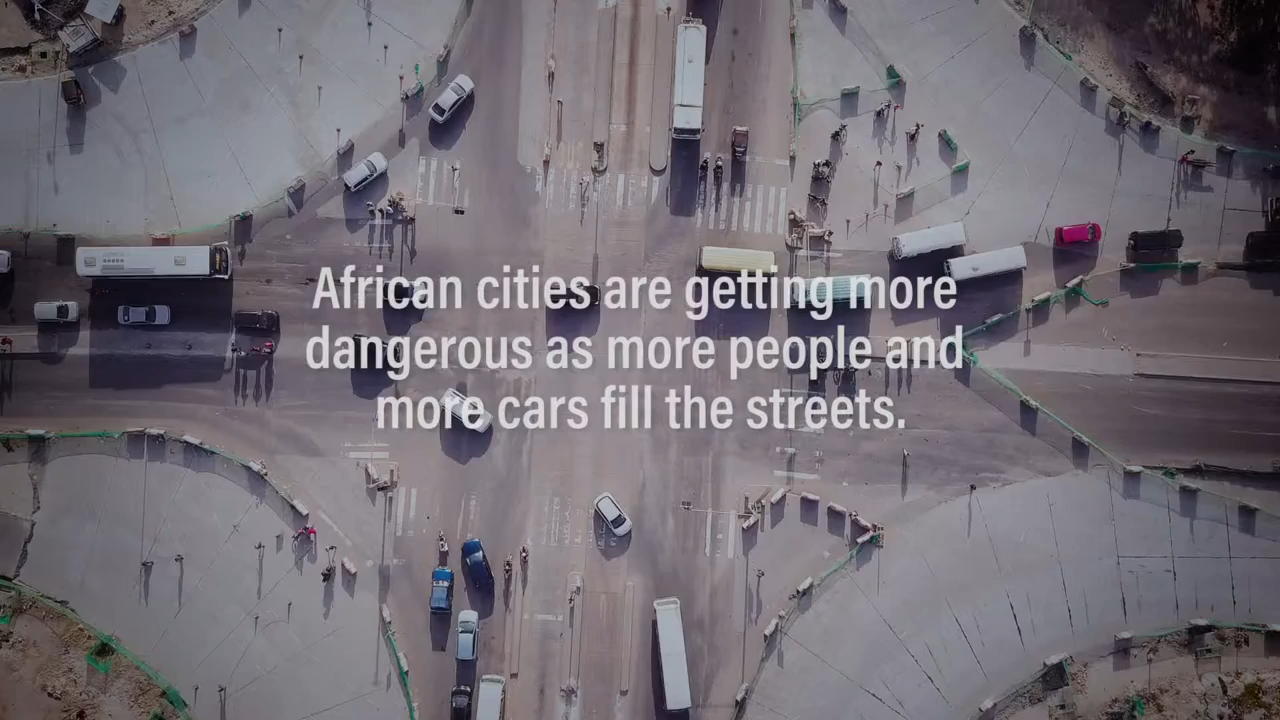 African cities are getting more
dangerous as more people and
more cars fill the streets.